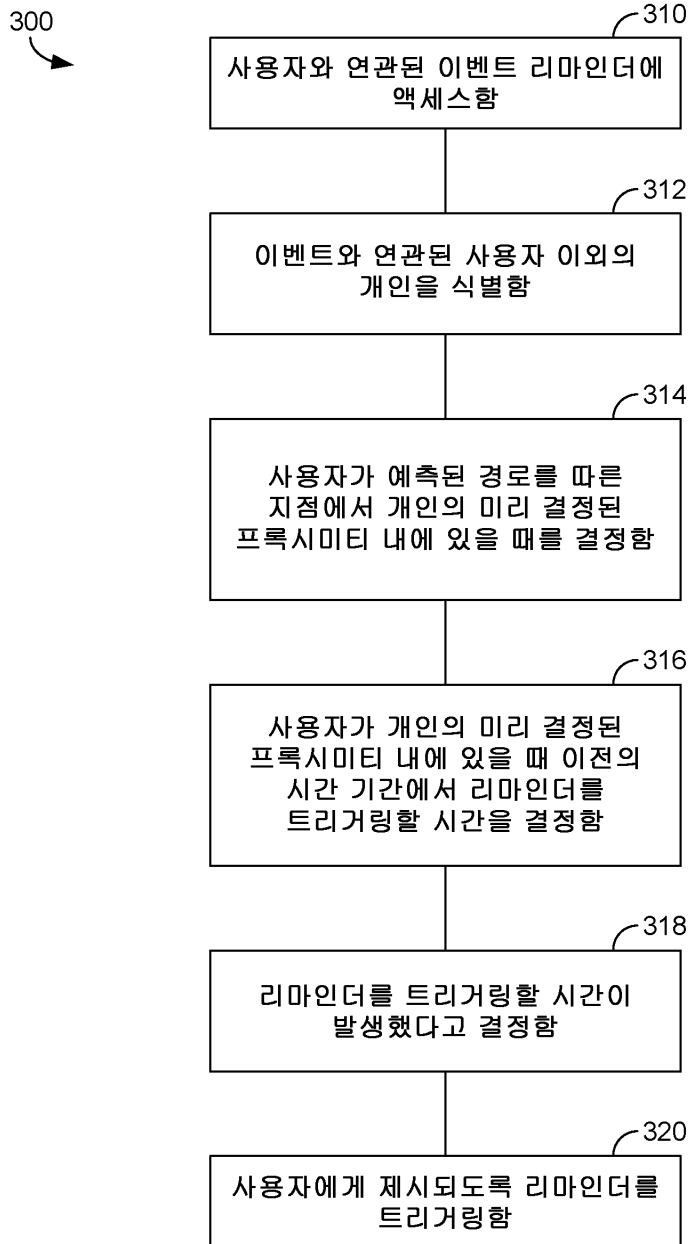 300
310
사용자와 연관된 이벤트 리마인더에
액세스함
312
이벤트와 연관된 사용자 이외의
개인을 식별함
314
사용자가 예측된 경로를 따른
지점에서 개인의 미리 결정된
프록시미티 내에 있을 때를 결정함
316
사용자가 개인의 미리 결정된
프록시미티 내에 있을 때 이전의
시간 기간에서 리마인더를
트리거링할 시간을 결정함
318
리마인더를 트리거링할 시간이
발생했다고 결정함
320
사용자에게 제시되도록 리마인더를
트리거링함